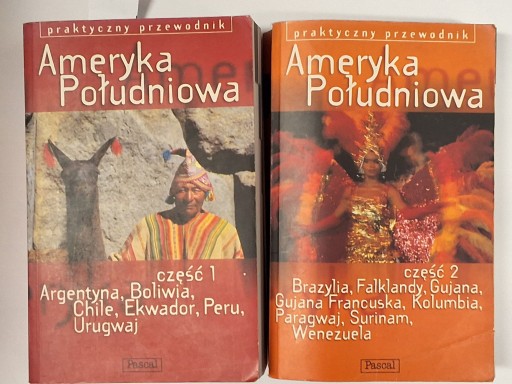 praktyczny przewodnik
Ameryka
Południowa
część 1
Argentyna, Boliwia,
Chile, Ekwador, Peru,
Urugwaj
Pascal
praktyczny przewodnik
Ameryka
Południowa
część 2
Brazylia, Falklandy, Gujana,
Gujana Francuska, Kolumbia,
Paragwaj, Surinam,
Wenezuela
Pascal